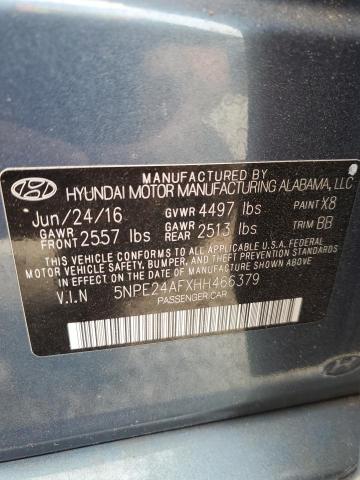 MANUFACTURED BY
HYUNDAI MOTOR MANUFACTURING ALABAMA, LLC
Jun/24/16 GVWR 4497 lbs PAINT X8
GAWR FRONT 2557 lbs GAWR REAR 2513 lbs TRIM BB
THIS VEHICLE CONFORMS TO ALL APPLICABLE U.S.A. FEDERAL
MOTOR VEHICLE SAFETY, BUMPER, AND THEFT PREVENTION
STANDARDS IN EFFECT ON THE DATE OF MANUFACTURE SHOWN ABOVE.
V.I.N 5NPE24AFXHH466379
PASSENGER CAR